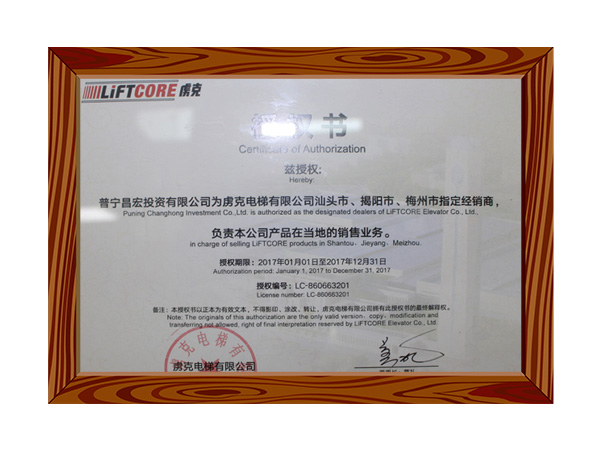 LiFTCORE 虏克
授权书
Certificate of Authorization
兹授权:
Hereby:
普宁昌宏投资有限公司为虏克电梯有限公司汕头市、揭阳市、梅州市指定经销商,
Puning Changhong Investment Co.,Ltd. is authorized as the designated dealers of LiFTCORE Elevator Co., Ltd.
负责本公司产品在当地的销售业务。
in charge of selling LiFTCORE products in Shantou、Jieyang、Meizhou.
授权期限: 2017年01月01日至2017年12月31日
Authorization period: January 1, 2017 to December 31, 2017
授权编号: LC-860663201
License number: LC-860663201
备注: 本授权书以正本为有效文本, 不得影印、涂改、转让, 虏克电梯有限公司拥有此授权书的最终解释权。
Note: The originals of this authorization are the only valid version、copy、modification and
transferring not allowed, right of final interpretation reserved by LiFTCORE Elevator Co., Ltd.
虏克电梯有
虏克电梯有限公司